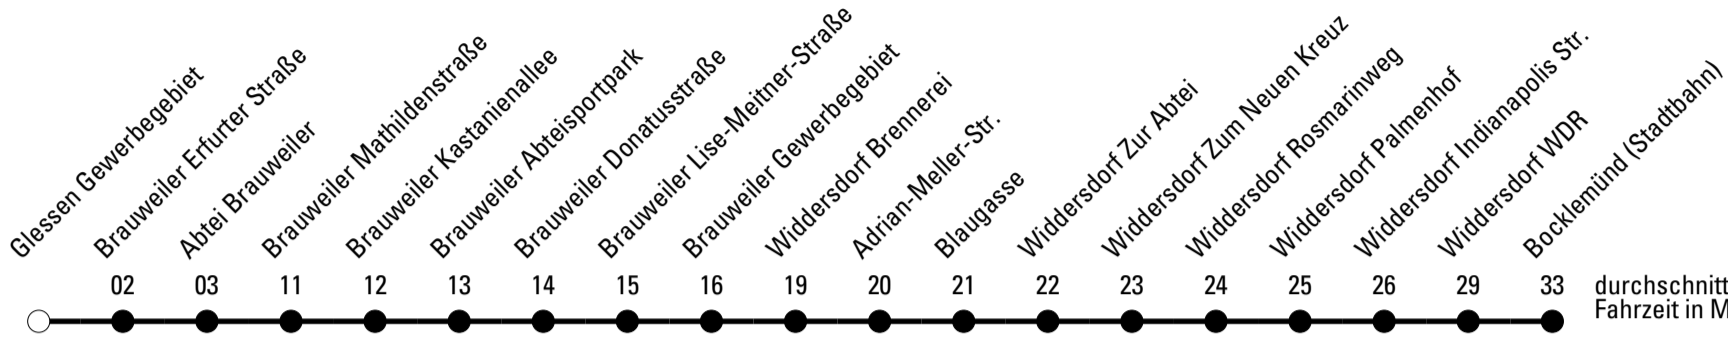 Glessen Gewerbegebiet
Brauweiler Erfurter Straße
Abtei Brauweiler
Brauweiler Mathildenstraße
Brauweiler Kastanienallee
Brauweiler Abteisportpark
Brauweiler Donatusstraße
Brauweiler Lise-Meitner-Straße
Brauweiler Gewerbegebiet
Widdersdorf Brennerei
Adrian-Meller-Str.
Blaugasse
Widdersdorf Zur Abtei
Widdersdorf Zum Neuen Kreuz
Widdersdorf Rosmarinweg
Widdersdorf Palmenhof
Widdersdorf Indianapolis Str.
Widdersdorf WDR
Bocklemünd (Stadtbahn)
02 03 11 12 13 14 15 16 19 20 21 22 23 24 25 26 29 33 durchschnitt
Fahrzeit in M